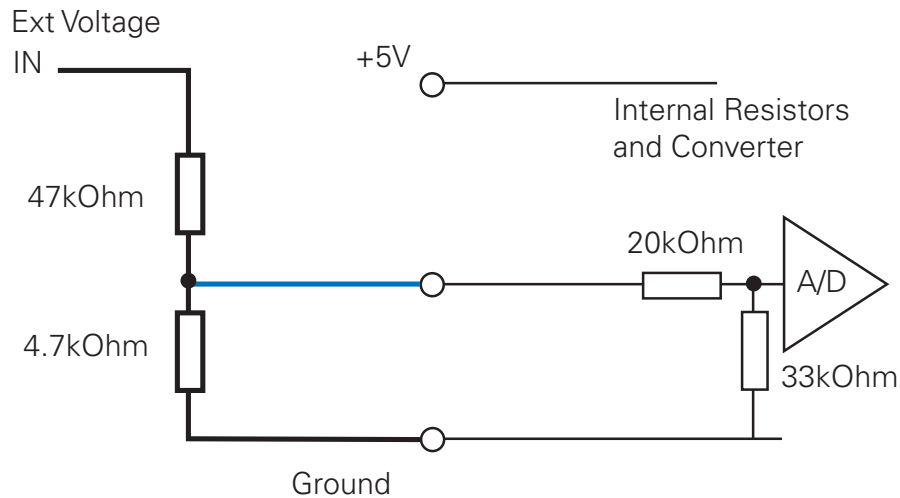 Ext Voltage
IN
+5V
Internal Resistors
and Converter
47kOhm
20kOhm
A/D
4.7kOhm
33kOhm
Ground